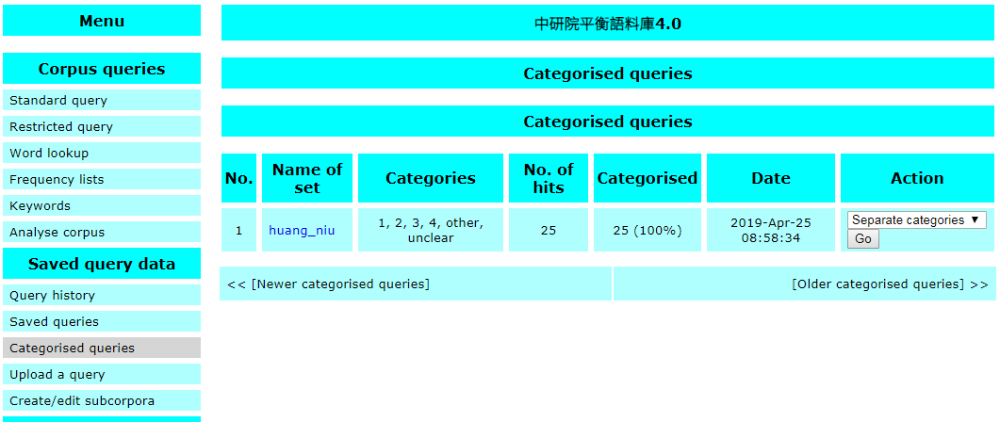 Menu
Corpus queries
Standard query
Restricted query
Word lookup
Frequency lists
Keywords
Analyse corpus
Saved query data
Query history
Saved queries
Categorised queries
Upload a query
Create/edit subcorpora
中研院平衡語料庫4.0
Categorised queries
Categorised queries
No.
Name of
set
Categories
No. of
hits
Categorised
Date
Action
1
huang_niu
1, 2, 3, 4, other,
unclear
25
25 (100%)
2019-Apr-25
08:58:34
Separate categories ▼
Go
<< [Newer categorised queries]
[Older categorised queries] >>